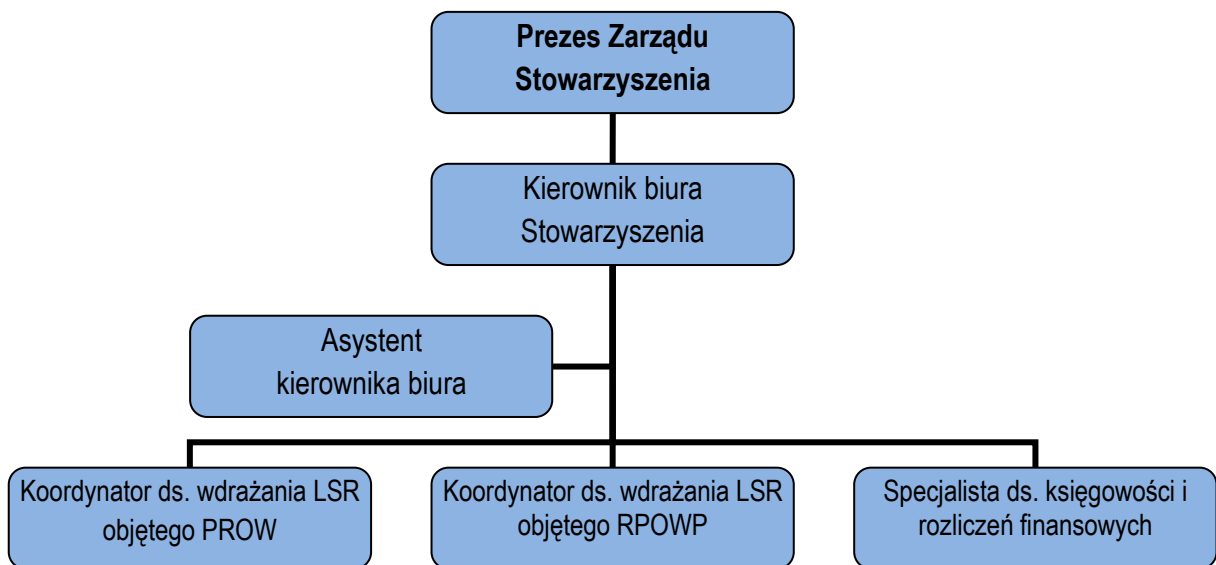 Prezes Zarządu
Stowarzyszenia
Kierownik biura
Stowarzyszenia
Asystent
kierownika biura
Koordynator ds. wdrażania LSR
objętego PROW
Koordynator ds. wdrażania LSR
objętego RPOWP
Specjalista ds. księgowości i
rozliczeń finansowych